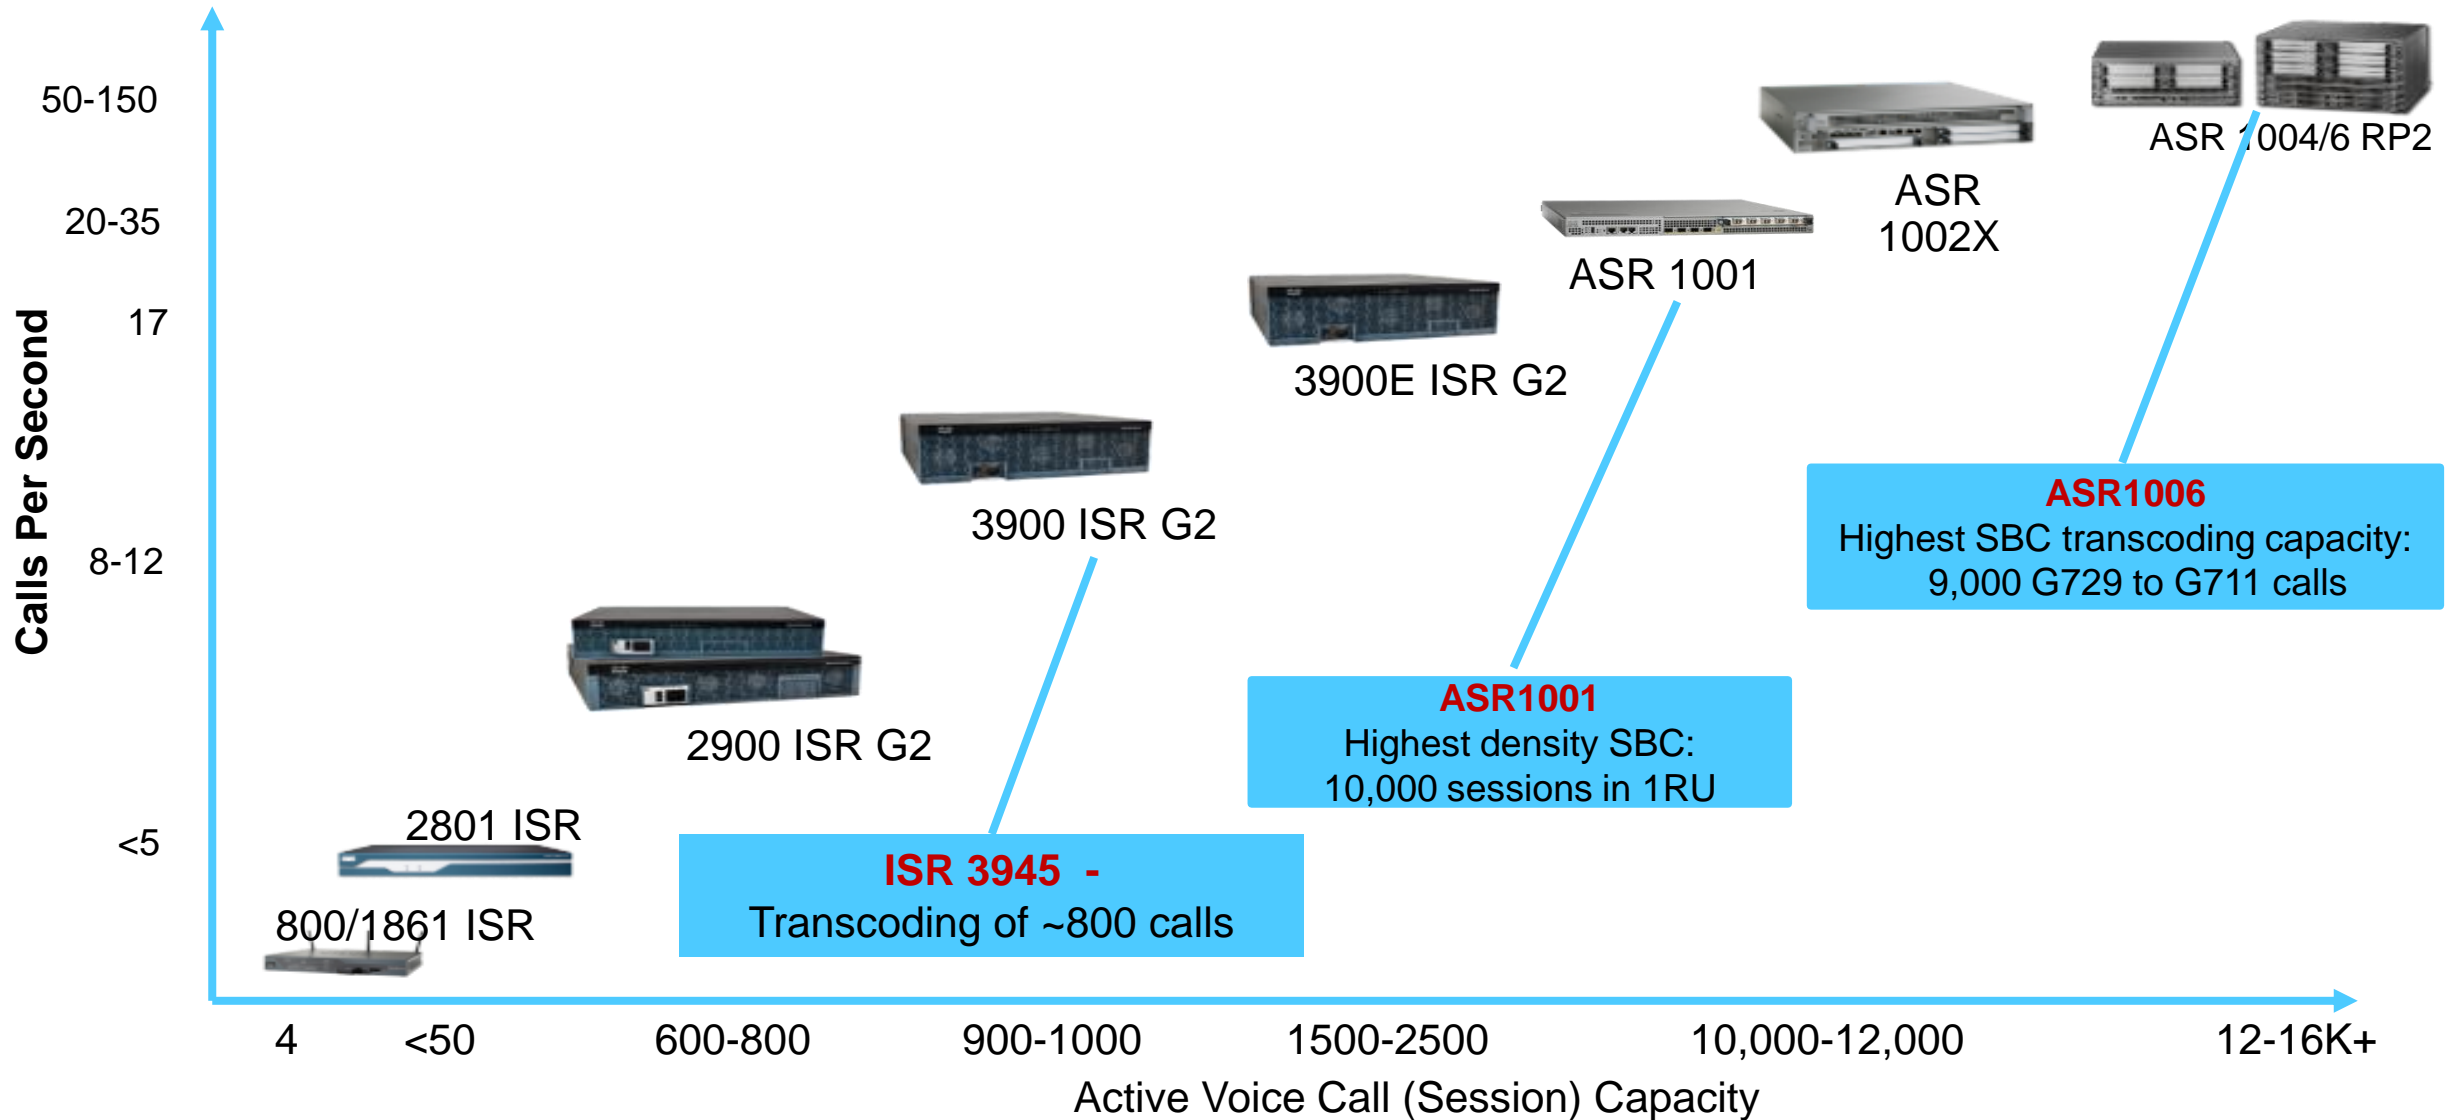 50-150
20-35
17
8-12
<5
Calls Per Second
ASR 1004/6 RP2
ASR
1002X
ASR 1001
3900E ISR G2
3900 ISR G2
2900 ISR G2
2801 ISR
800/1861 ISR
ASR1006
Highest SBC transcoding capacity:
9,000 G729 to G711 calls
ASR1001
Highest density SBC:
10,000 sessions in 1RU
ISR 3945 -
Transcoding of ~800 calls
4
<50
600-800
900-1000
1500-2500
10,000-12,000
12-16K+
Active Voice Call (Session) Capacity